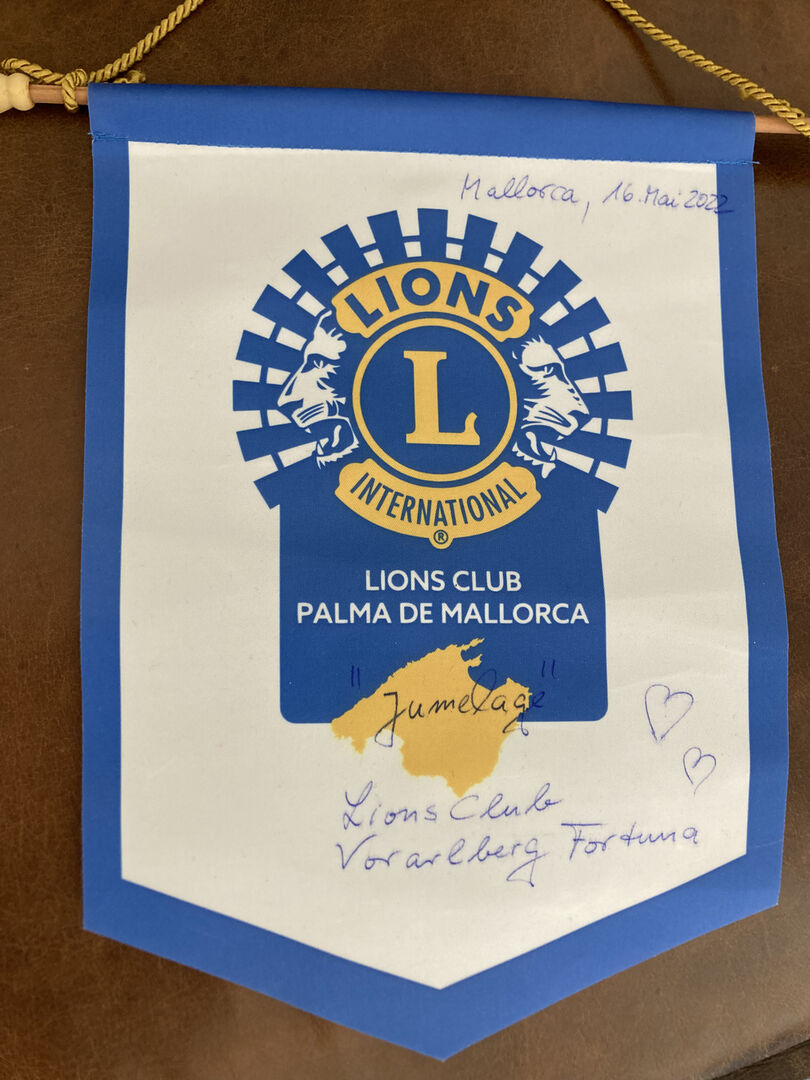 Mallorca, 16. Mai 2022
LIONS
L
INTERNATIONAL
®
LIONS CLUB
PALMA DE MALLORCA
"Jumelage"
Lions Club
Vorarlberg Fortuna